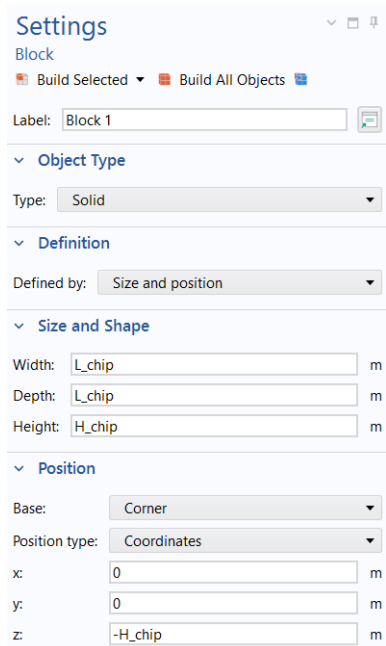 Settings
Block
Build Selected Build All Objects
Label: Block 1
Object Type
Type: Solid
Definition
Defined by: Size and position
Size and Shape
Width: L_chip m
Depth: L_chip m
Height: H_chip m
Position
Base: Corner
Position type: Coordinates
x: 0 m
y: 0 m
z: -H_chip m